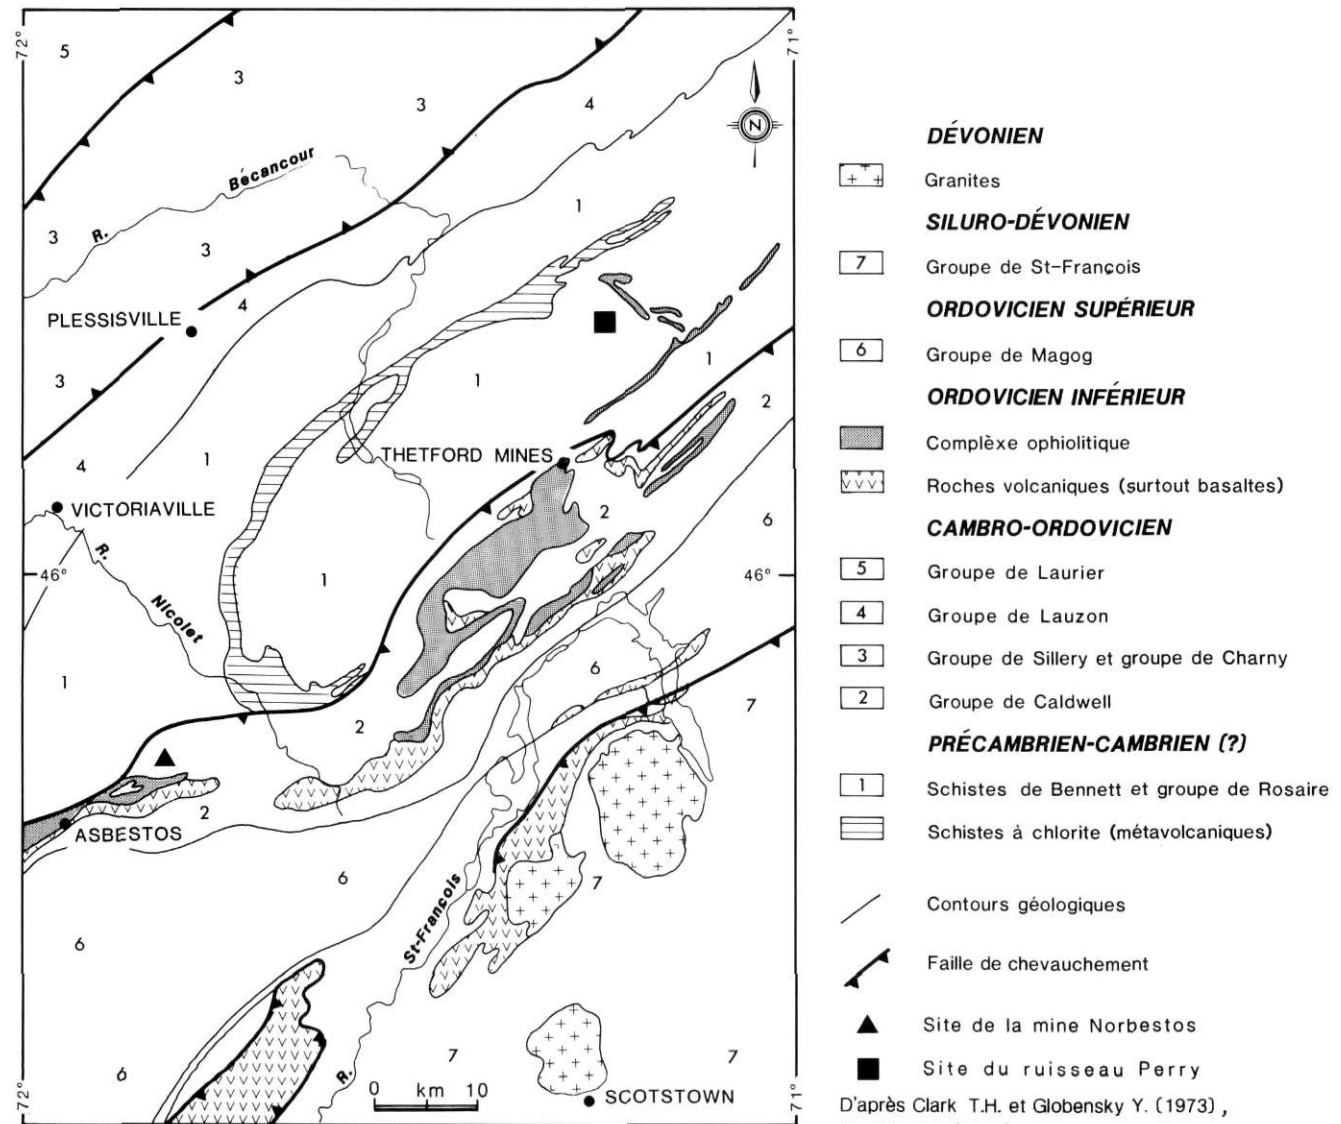 72°
71°
5
3
3
4
N
R. Bécancour
1
3
3
4
PLESSISVILLE
3
1
1
2
THETFORD MINES
4
1
VICTORIAVILLE
2
6
46°
46°
R. Nicolet
1
1
6
7
2
2
ASBESTOS
6
7
6
R. St-François
6
7
7
0 km 10
SCOTSTOWN
72°
71°
DÉVONIEN
Granites
SILURO-DÉVONIEN
7 Groupe de St-François
ORDOVICIEN SUPÉRIEUR
6 Groupe de Magog
ORDOVICIEN INFÉRIEUR
Complèxe ophiolitique
Roches volcaniques (surtout basaltes)
CAMBRO-ORDOVICIEN
5 Groupe de Laurier
4 Groupe de Lauzon
3 Groupe de Sillery et groupe de Charny
2 Groupe de Caldwell
PRÉCAMBRIEN-CAMBRIEN (?)
1 Schistes de Bennett et groupe de Rosaire
Schistes à chlorite (métavolcaniques)
Contours géologiques
Faille de chevauchement
Site de la mine Norbestos
Site du ruisseau Perry
D'après Clark T.H. et Globensky Y. (1973),